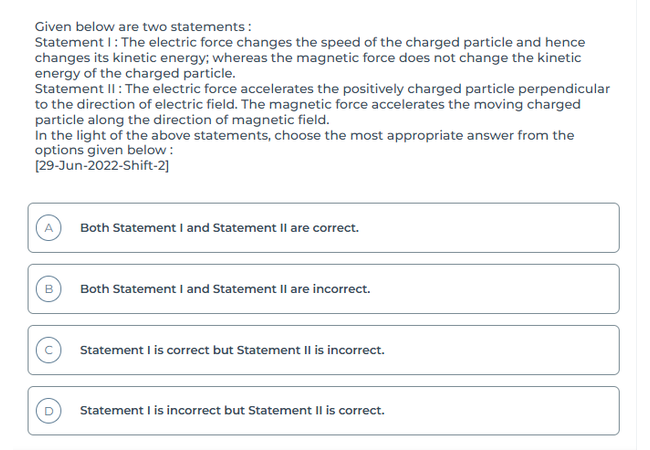 Given below are two statements :
Statement I : The electric force changes the speed of the charged particle and hence
changes its kinetic energy; whereas the magnetic force does not change the kinetic
energy of the charged particle.
Statement II : The electric force accelerates the positively charged particle perpendicular
to the direction of electric field. The magnetic force accelerates the moving charged
particle along the direction of magnetic field.
In the light of the above statements, choose the most appropriate answer from the
options given below :
[29-Jun-2022-Shift-2]
A Both Statement I and Statement II are correct.
B Both Statement I and Statement II are incorrect.
C Statement I is correct but Statement II is incorrect.
D Statement I is incorrect but Statement II is correct.